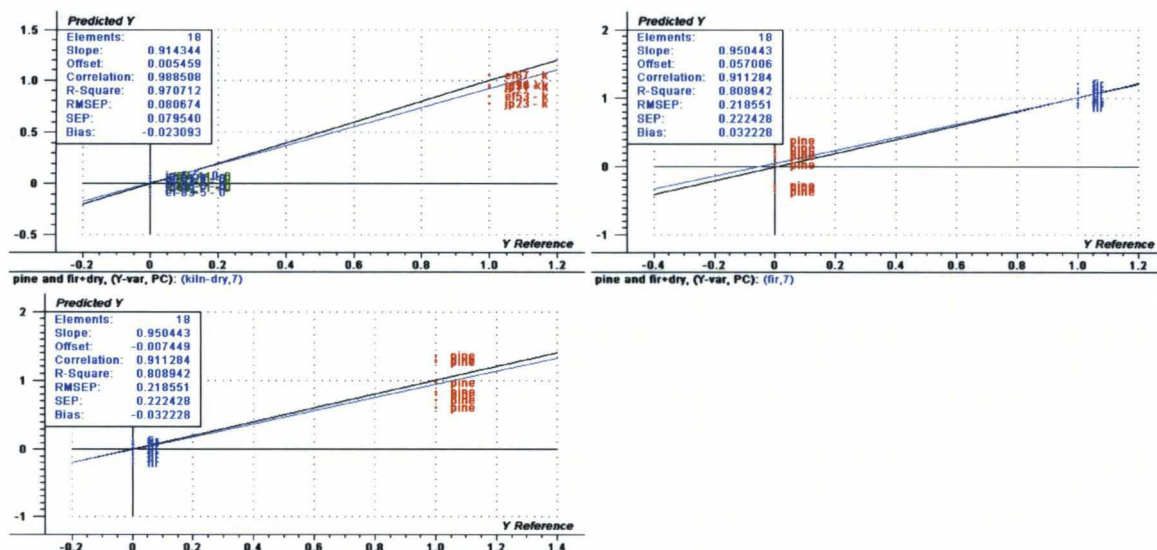 Predicted Y
Elements: 18
Slope: 0.914344
Offset: 0.005459
Correlation: 0.988508
R-Square: 0.970712
RMSEP: 0.080674
SEP: 0.079540
Bias: -0.023093
1.5
1.0
0.5
0
-0.5
el53 - k
jp23 - k
Y Reference
-0.2 0 0.2 0.4 0.6 0.8 1.0 1.2
pine and fir+dry, (Y-var, PC): (kiln-dry,7)
Predicted Y
Elements: 18
Slope: 0.950443
Offset: 0.057006
Correlation: 0.911284
R-Square: 0.808942
RMSEP: 0.218551
SEP: 0.222428
Bias: 0.032228
2
1
0
-1
pine
pine
pine
pine
pine
Y Reference
-0.4 -0.2 0 0.2 0.4 0.6 0.8 1.0 1.2
pine and fir+dry, (Y-var, PC): (fir,7)
Predicted Y
Elements: 18
Slope: 0.950443
Offset: -0.007449
Correlation: 0.911284
R-Square: 0.808942
RMSEP: 0.218551
SEP: 0.222428
Bias: -0.032228
2
1
0
-1
pine
pine
pine
pine
pine
pine
fir
Y Reference
-0.2 0 0.2 0.4 0.6 0.8 1.0 1.2 1.4